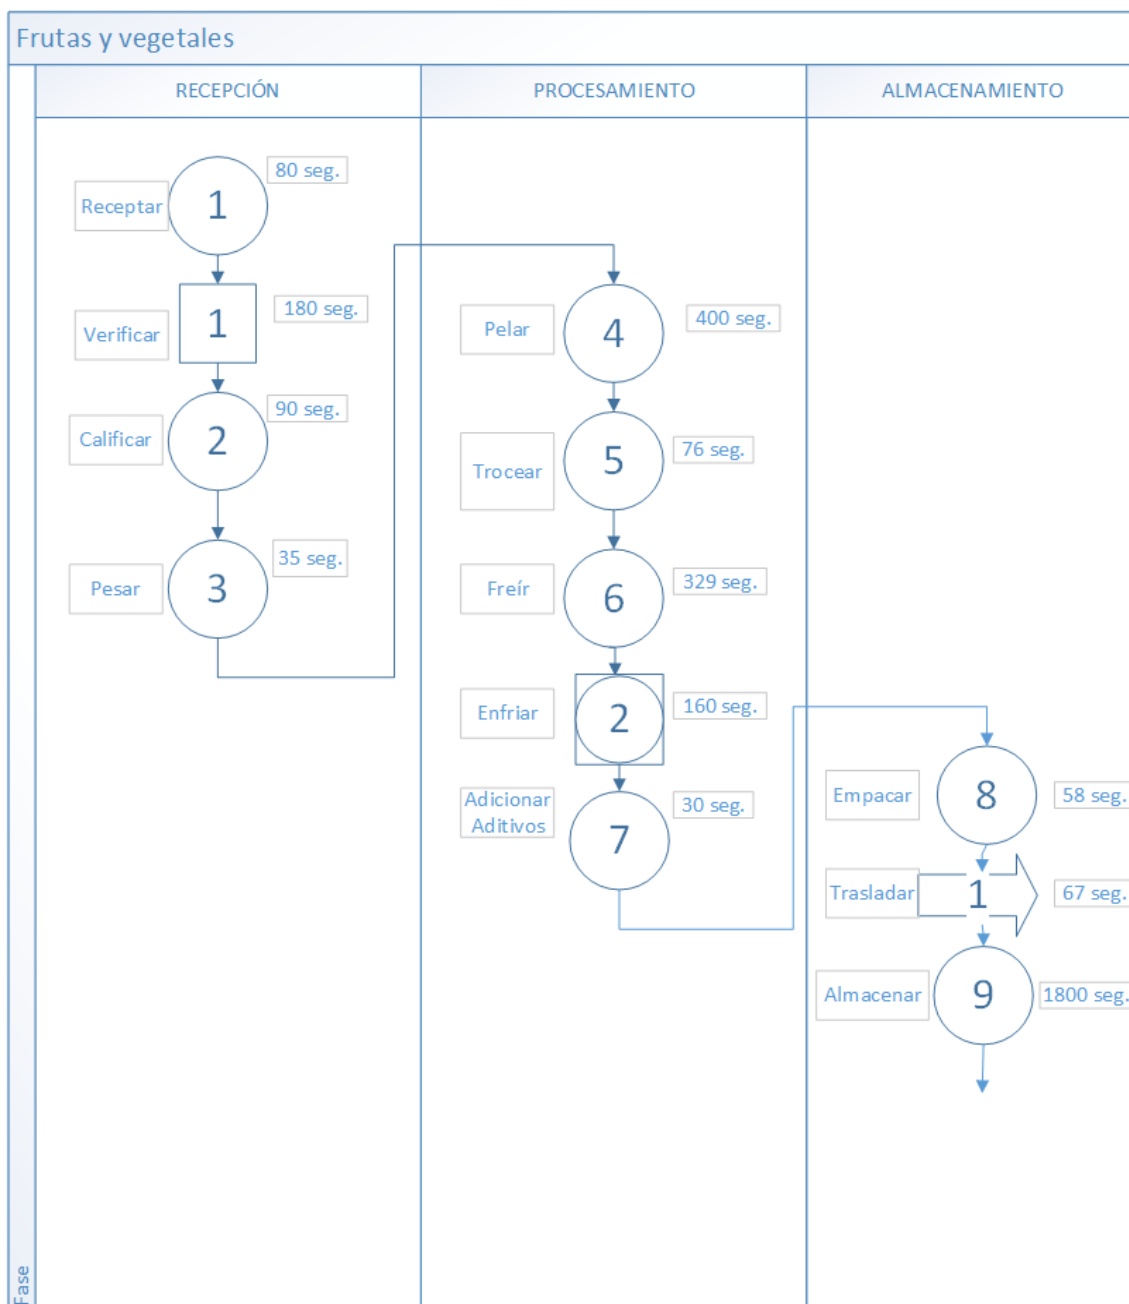 Frutas y vegetales
RECEPCIÓN
PROCESAMIENTO
ALMACENAMIENTO
80 seg.
Receptar
1
180 seg.
Verificar
1
90 seg.
Calificar
2
35 seg.
Pesar
3
Pelar
4
400 seg.
Trocear
5
76 seg.
Freír
6
329 seg.
Enfriar
2
160 seg.
Adicionar
Aditivos
7
30 seg.
Empacar
8
58 seg.
Trasladar
1
67 seg.
Almacenar
9
1800 seg.
Fase